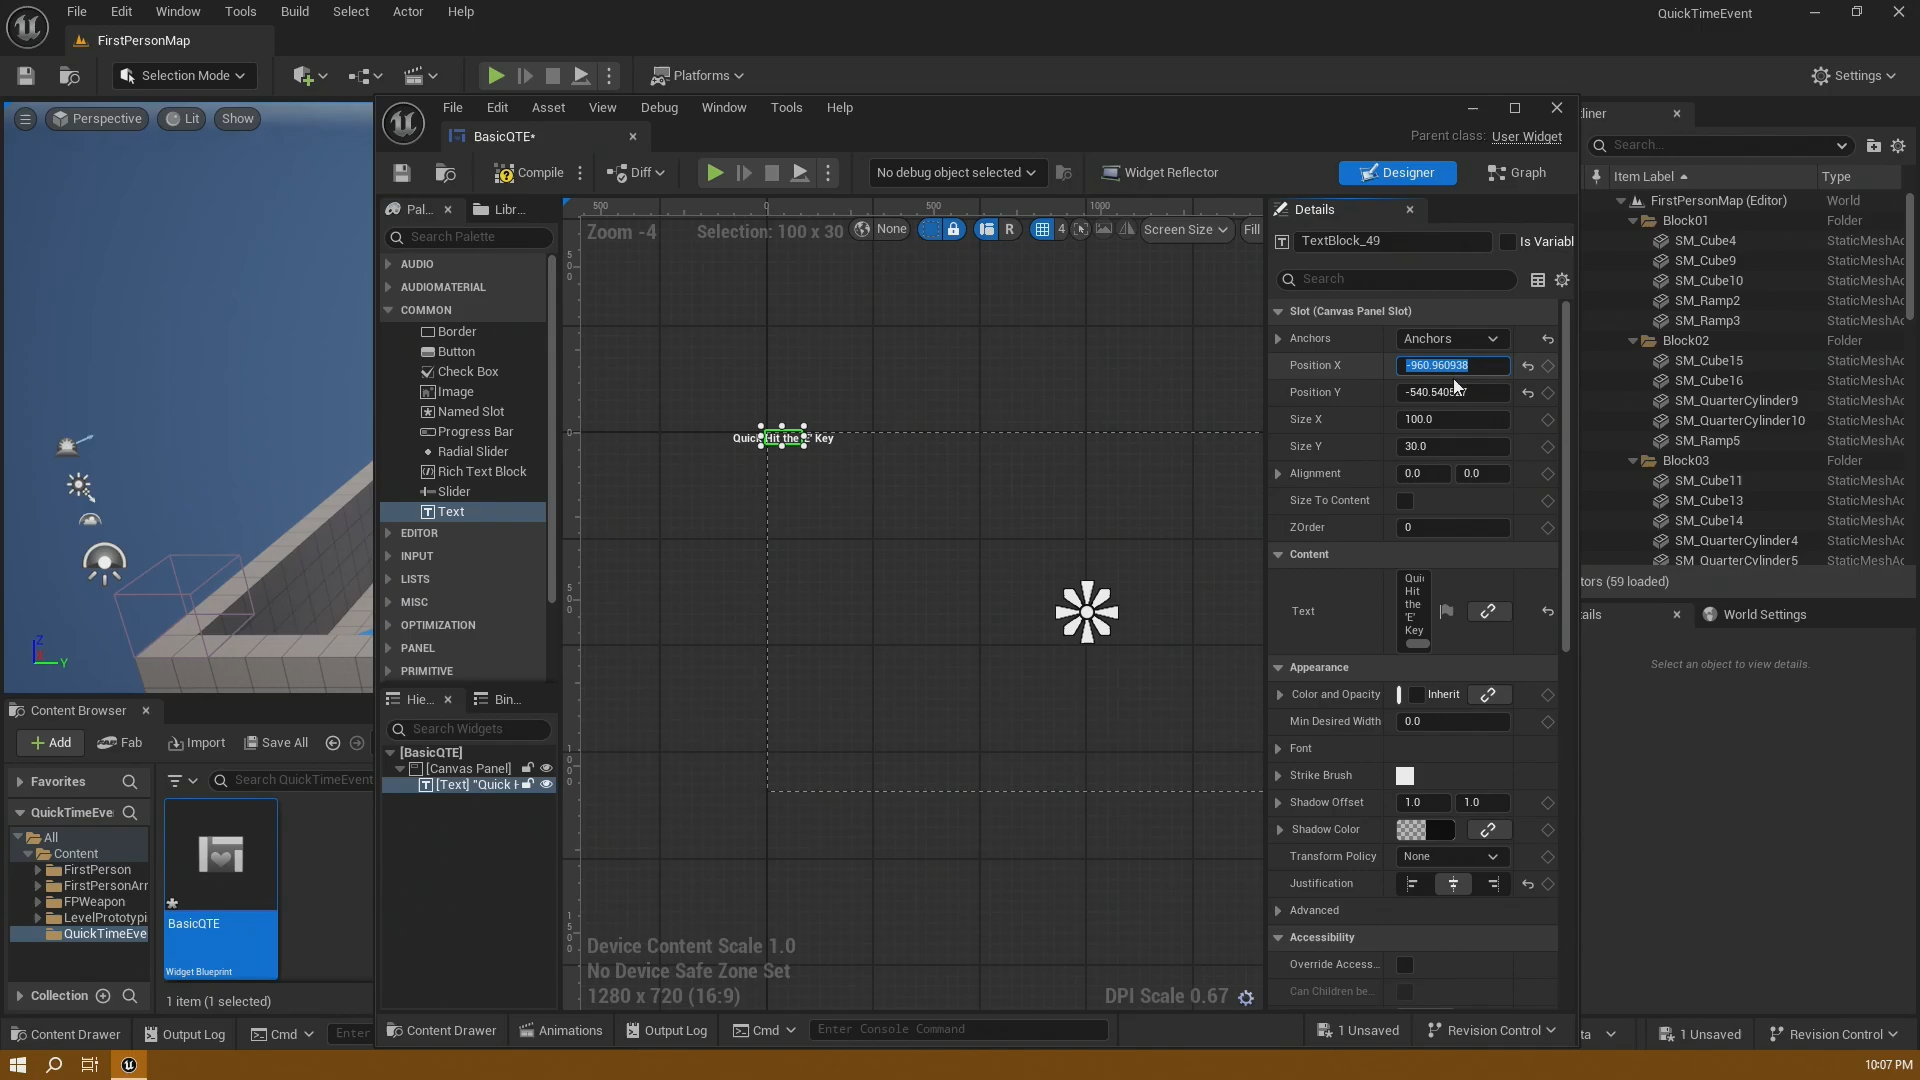 File Edit Window Tools Build Select Actor Help
QuickTimeEvent
FirstPersonMap
Selection Mode
Platforms
Settings
Perspective Lit Show
File Edit Asset View Debug Window Tools Help
BasicQTE*
Parent class: User Widget
Compile Diff No debug object selected Widget Reflector Designer Graph
Pal... Libr...
Search Palette
AUDIO
AUDIOMATERIAL
COMMON
Border
Button
Check Box
Image
Named Slot
Progress Bar
Radial Slider
Rich Text Block
Slider
Text
EDITOR
INPUT
LISTS
MISC
OPTIMIZATION
PANEL
PRIMITIVE
Hie... Bin...
Search Widgets
[BasicQTE]
[Canvas Panel]
[Text] "Quick H
500 0 500 1000
Zoom -4 Selection: 100 x 30 None R 4 Screen Size Fill
Device Content Scale 1.0
No Device Safe Zone Set
1280 x 720 (16:9)
DPI Scale 0.67
Details
TextBlock_49 Is Variabl
Search
Slot (Canvas Panel Slot)
Anchors Anchors
Position X -960.960938
Position Y
Size X 100.0
Size Y 30.0
Alignment 0.0 0.0
Size To Content
ZOrder 0
Content
Text
Quic
Hit
the
'E'
Key
Appearance
Color and Opacity Inherit
Min Desired Width 0.0
Font
Strike Brush
Shadow Offset 1.0 1.0
Shadow Color
Transform Policy None
Justification
Advanced
Accessibility
Override Access...
Can Children be...
Content Drawer Animations Output Log Cmd Enter Console Command 1 Unsaved Revision Control
liner
Search...
Item Label Type
FirstPersonMap (Editor) World
Block01 Folder
SM_Cube4 StaticMeshAc
SM_Cube9 StaticMeshAc
SM_Cube10 StaticMeshAc
SM_Ramp2 StaticMeshAc
SM_Ramp3 StaticMeshAc
Block02 Folder
SM_Cube15 StaticMeshAc
SM_Cube16 StaticMeshAc
SM_QuarterCylinder9 StaticMeshAc
SM_QuarterCylinder10 StaticMeshAc
SM_Ramp5 StaticMeshAc
Block03 Folder
SM_Cube11 StaticMeshAc
SM_Cube13 StaticMeshAc
SM_Cube14 StaticMeshAc
SM_QuarterCylinder4 StaticMeshAc
SM_QuarterCylinder5 StaticMeshAc
tors (59 loaded)
ails World Settings
Select an object to view details.
Z
Y
Content Browser
Add Fab Import Save All
Favorites
Search QuickTimeEvent
QuickTimeEve
All
Content
FirstPerson
FirstPersonArr
FPWeapon
LevelPrototypi
QuickTimeEve
Collection
BasicQTE
Widget Blueprint
1 item (1 selected)
Content Drawer Output Log Cmd Enter
ta 1 Unsaved Revision Control
10:07 PM